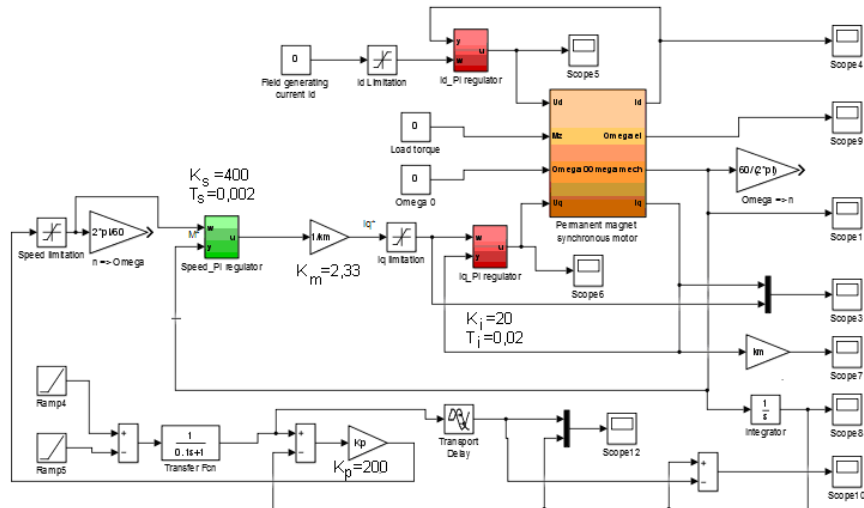 y
w
u
Id_PI regulator
0
Field generating
current Id
Id Limitation
Scope5
Scope4
Ud
Id
Mz
Omegael
Omega0
Omegamech
Uq
Iq
Permanent magnet
synchronous motor
0
Load torque
0
Omega 0
Scope9
60/(2*pi)
Omega => n
Scope1
Ks =400
Ts =0,002
Speed limitation
2*pi/60
n => Omega
M*
w
y
u
Speed_PI regulator
1/km
Km =2,33
Iq*
Iq limitation
w
y
u
Iq_PI regulator
Scope6
Ki =20
Ti =0,02
Scope3
km
Scope7
Ramp4
Ramp5
+
−
1
0.1s+1
Transfer Fcn
+
−
Kp
Kp =200
Transport
Delay
Scope12
1
s
Integrator
Scope8
+
−
Scope10